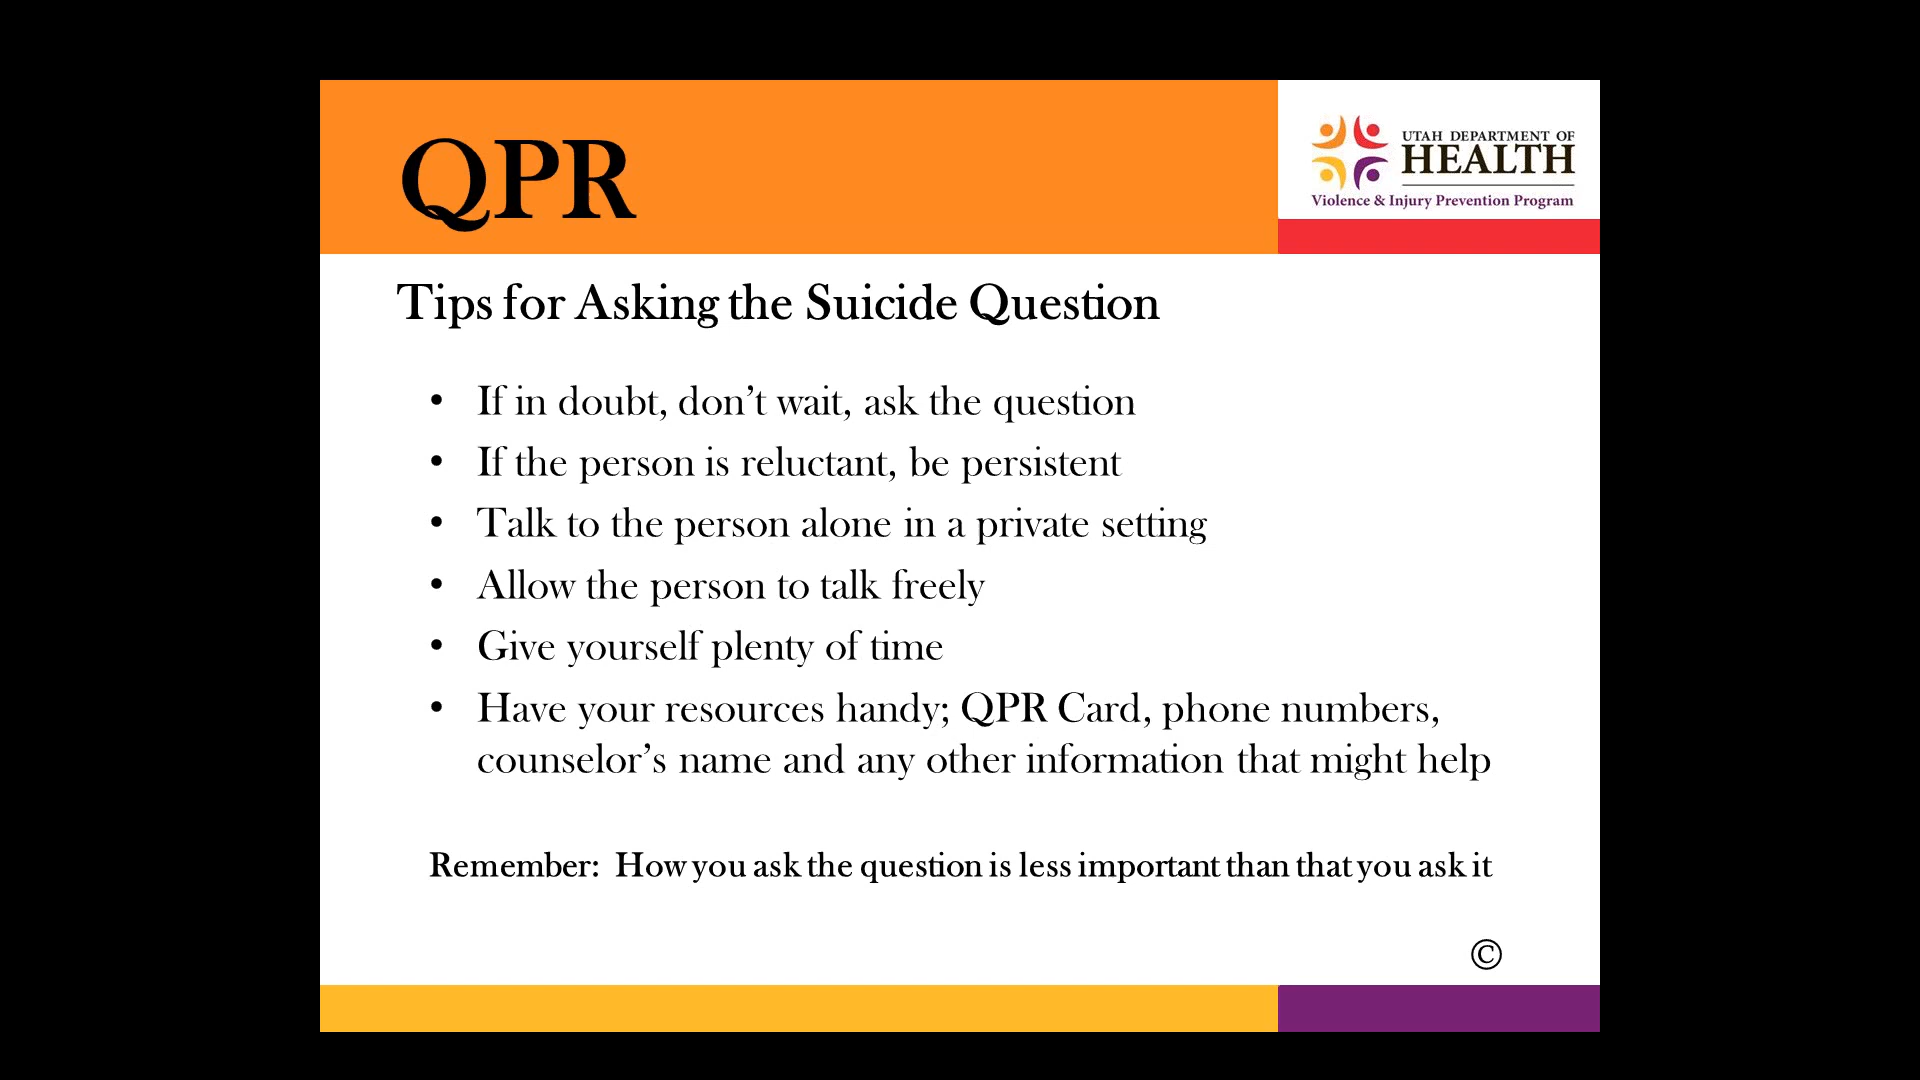 QPR
UTAH DEPARTMENT OF
HEALTH
Violence & Injury Prevention Program
Tips for Asking the Suicide Question
• If in doubt, don’t wait, ask the question
• If the person is reluctant, be persistent
• Talk to the person alone in a private setting
• Allow the person to talk freely
• Give yourself plenty of time
• Have your resources handy; QPR Card, phone numbers,
counselor’s name and any other information that might help
Remember: How you ask the question is less important than that you ask it
©